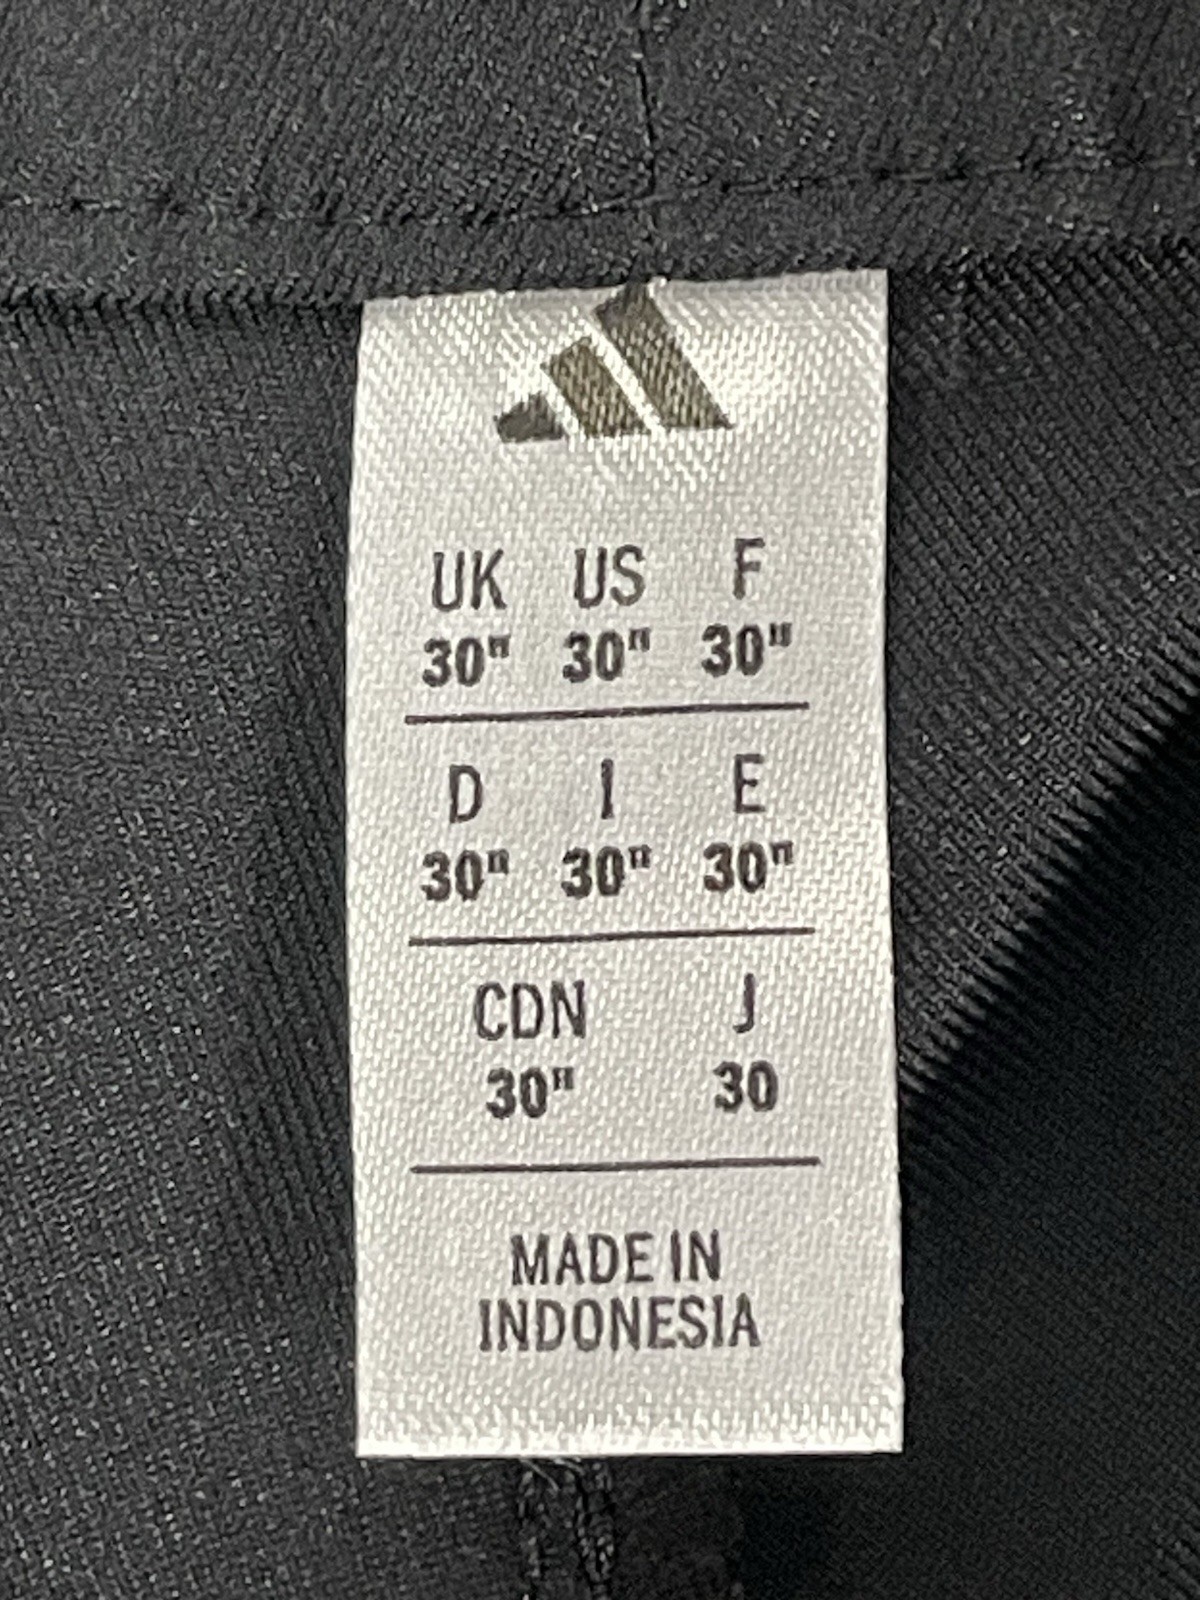 UK US F
30" 30" 30"
D I E
30" 30" 30"
CDN J
30" 30
MADE IN
INDONESIA